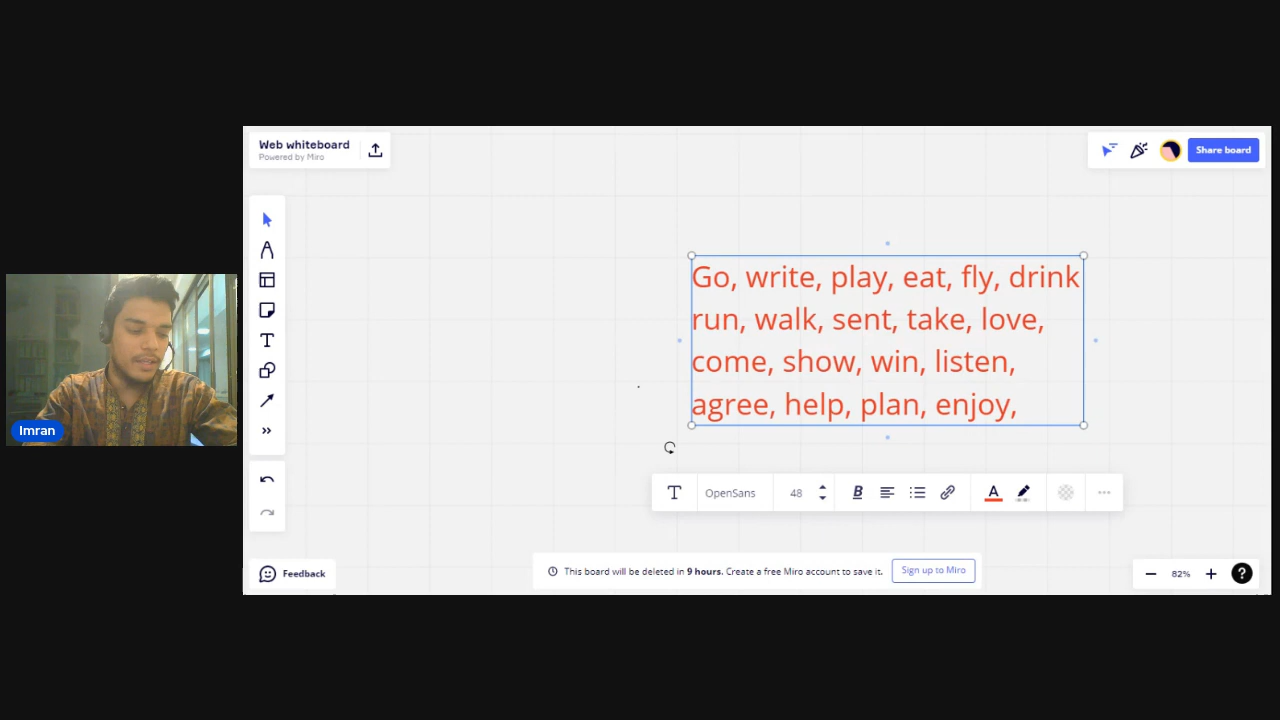 Web whiteboard
Powered by Miro
Share board
Go, write, play, eat, fly, drink
run, walk, sent, take, love,
come, show, win, listen,
agree, help, plan, enjoy,
Imran
OpenSans 48 B A
This board will be deleted in 9 hours. Create a free Miro account to save it. Sign up to Miro
Feedback
82%